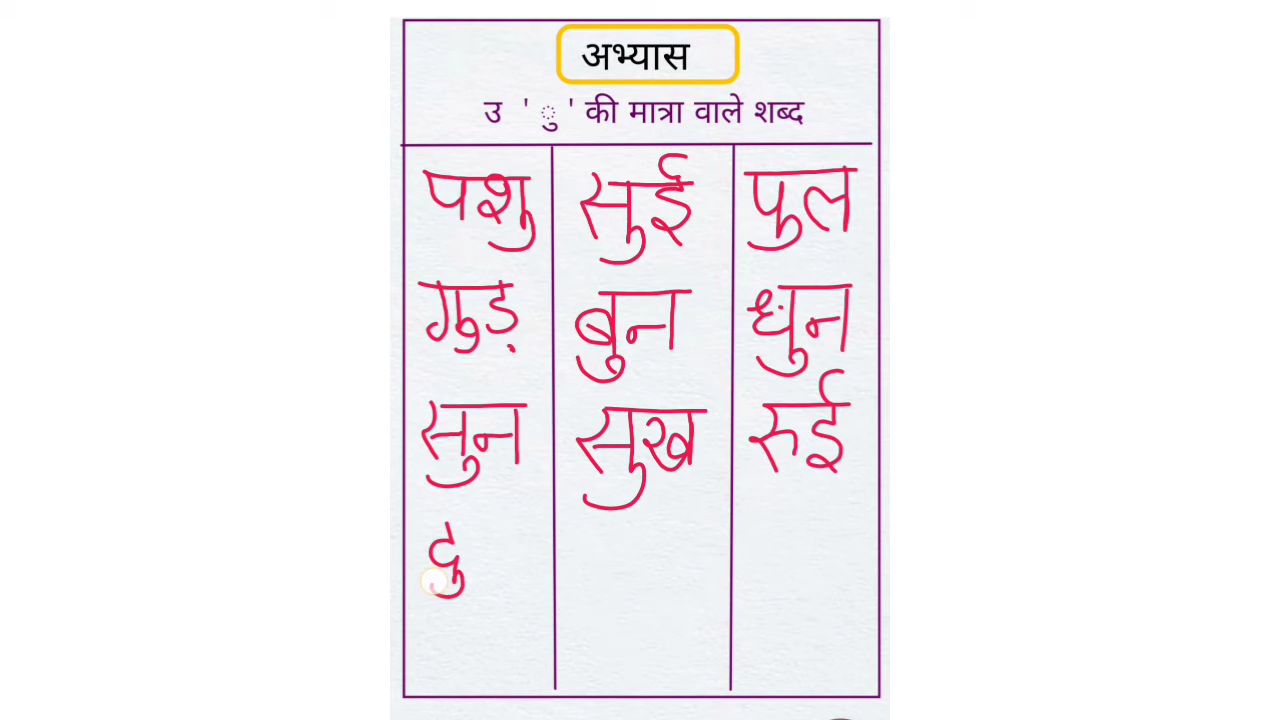 अभ्यास
उ 'ु' की मात्रा वाले शब्द
पशु सुई पुल
गुड़ बुन धुन
सुन सुख रुई
दु